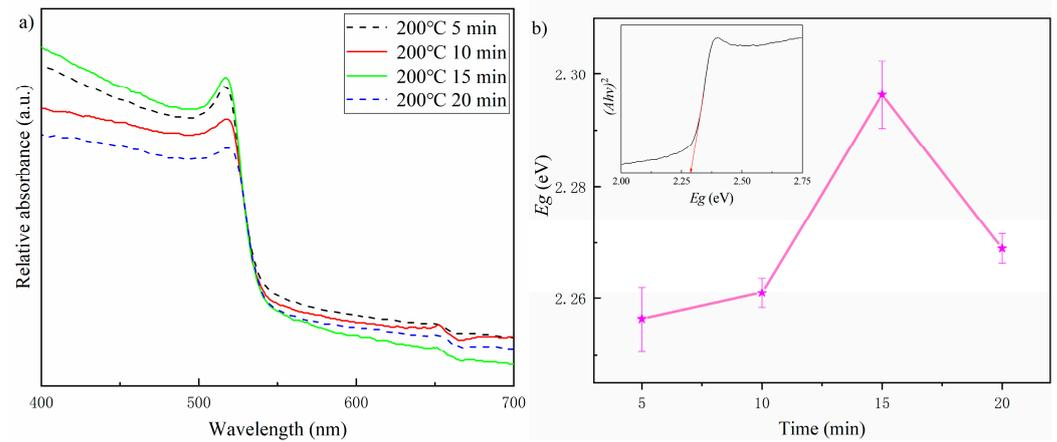 a)
200℃ 5 min
200℃ 10 min
200℃ 15 min
200℃ 20 min
Relative absorbance (a.u.)
400 500 600 700
Wavelength (nm)
b)
Eg (eV)
2.30
2.28
2.26
(Ahν)²
2.00 2.25 2.50 2.75
Eg (eV)
5 10 15 20
Time (min)